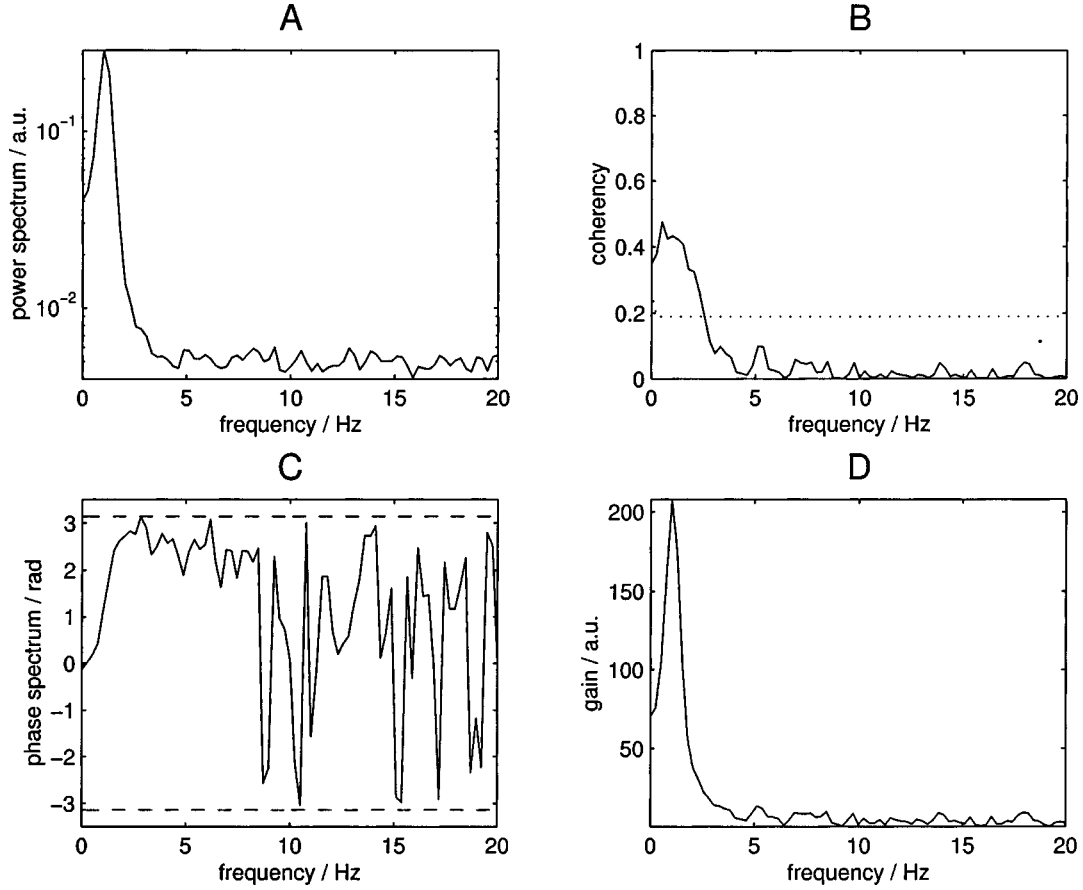 A
power spectrum / a.u.
10⁻¹
10⁻²
0 5 10 15 20
frequency / Hz
B
coherency
1
0.8
0.6
0.4
0.2
0
0 5 10 15 20
frequency / Hz
C
phase spectrum / rad
3
2
1
0
−1
−2
−3
0 5 10 15 20
frequency / Hz
D
gain / a.u.
200
150
100
50
0 5 10 15 20
frequency / Hz